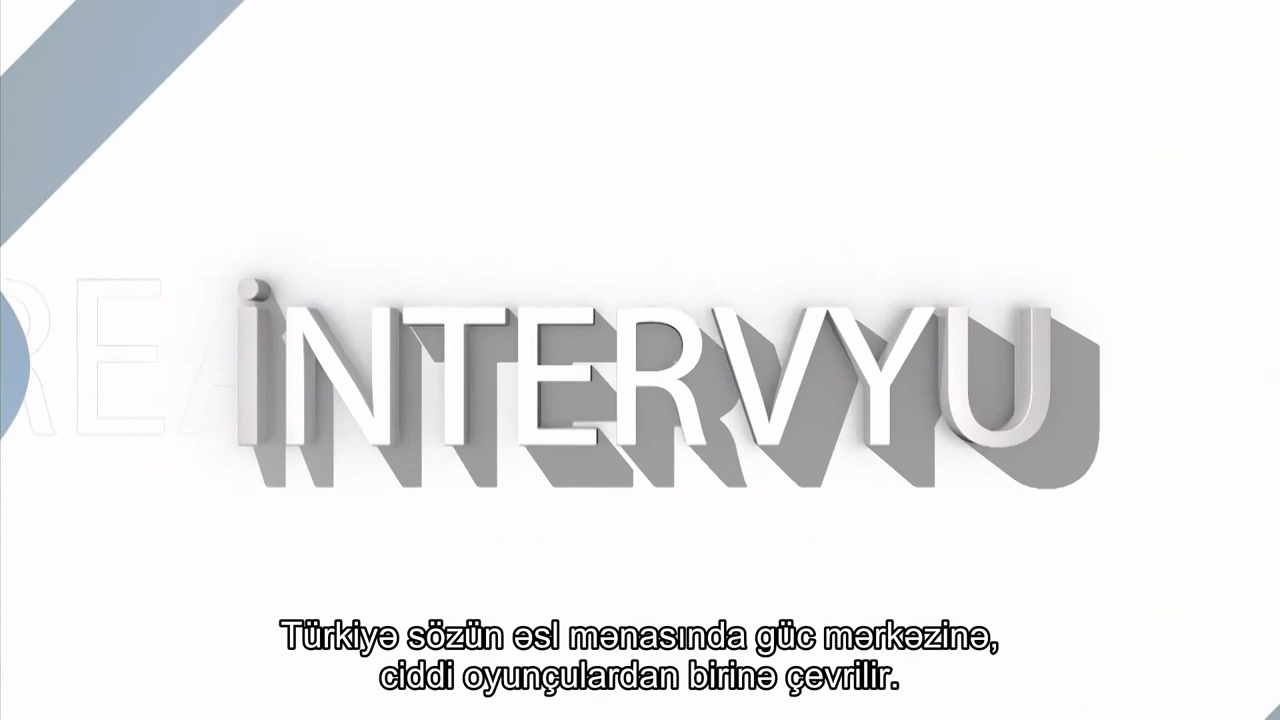 İNTERVYU
Türkiyə sözün əsl mənasında güc mərkəzinə,
ciddi oyunçulardan birinə çevrilir.